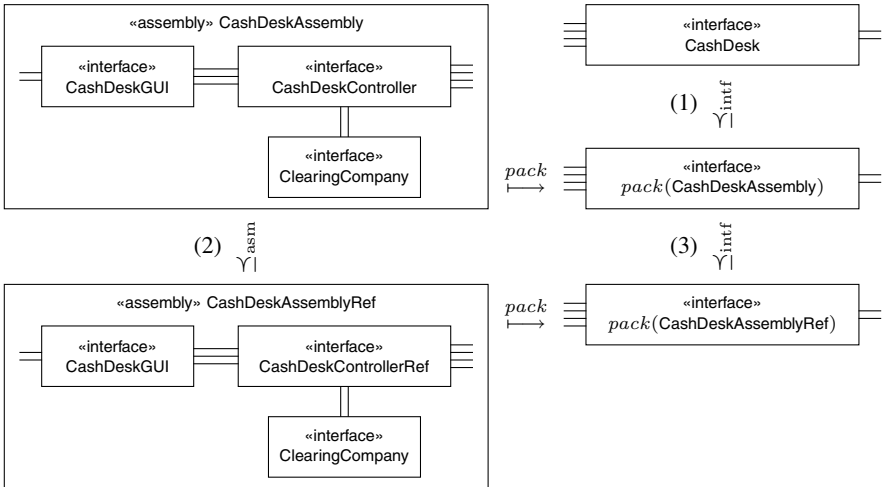 «assembly» CashDeskAssembly
«interface»
CashDeskGUI
«interface»
CashDeskController
«interface»
ClearingCompany
«interface»
CashDesk
(1) ≼ intf
pack
↦
«interface»
pack(CashDeskAssembly)
(2) ≼ asm
(3) ≼ intf
«assembly» CashDeskAssemblyRef
«interface»
CashDeskGUI
«interface»
CashDeskControllerRef
«interface»
ClearingCompany
pack
↦
«interface»
pack(CashDeskAssemblyRef)